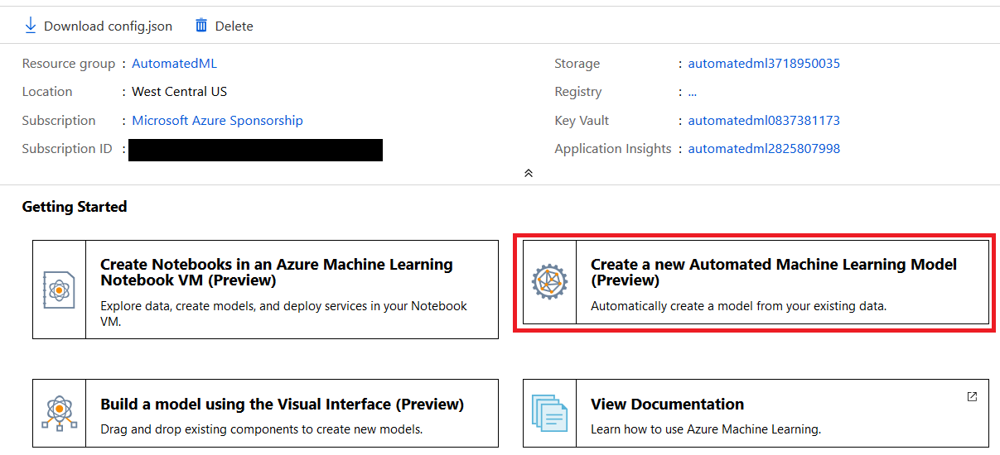 Download config.json Delete
Resource group : AutomatedML
Location : West Central US
Subscription : Microsoft Azure Sponsorship
Subscription ID :
Storage : automatedml3718950035
Registry : ...
Key Vault : automatedml0837381173
Application Insights : automatedml2825807998
Getting Started
Create Notebooks in an Azure Machine Learning
Notebook VM (Preview)
Explore data, create models, and deploy services in your Notebook
VM.
Create a new Automated Machine Learning Model
(Preview)
Automatically create a model from your existing data.
Build a model using the Visual Interface (Preview)
Drag and drop existing components to create new models.
View Documentation
Learn how to use Azure Machine Learning.